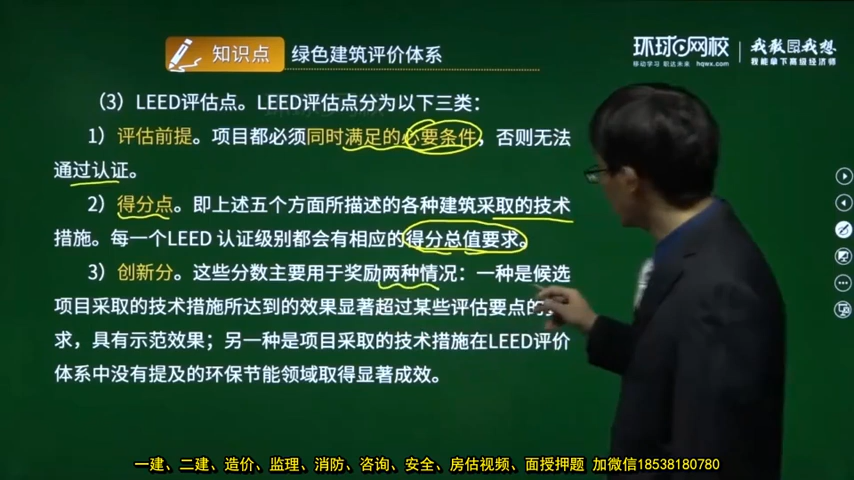 知识点 绿色建筑评价体系
环球网校
移动学习 职达未来 hqwx.com
我敢 我想
我能拿下高级经济师
（3）LEED评估点。LEED评估点分为以下三类：
1）评估前提。项目都必须同时满足的必要条件，否则无法
通过认证。
2）得分点。即上述五个方面所描述的各种建筑采取的技术
措施。每一个LEED 认证级别都会有相应的得分总值要求。
3）创新分。这些分数主要用于奖励两种情况：一种是候选
项目采取的技术措施所达到的效果显著超过某些评估要点的
求，具有示范效果；另一种是项目采取的技术措施在LEED评价
体系中没有提及的环保节能领域取得显著成效。
一建、二建、造价、监理、消防、咨询、安全、房估视频、面授押题 加微信18538180780